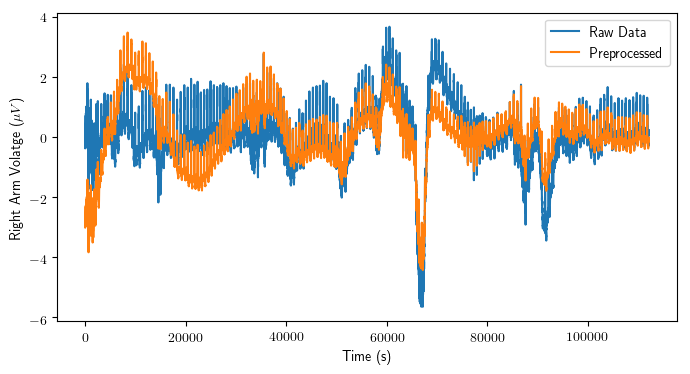 4
2
0
−2
−4
−6
Right Arm Volatge (μV)
Raw Data
Preprocessed
0 20000 40000 60000 80000 100000
Time (s)